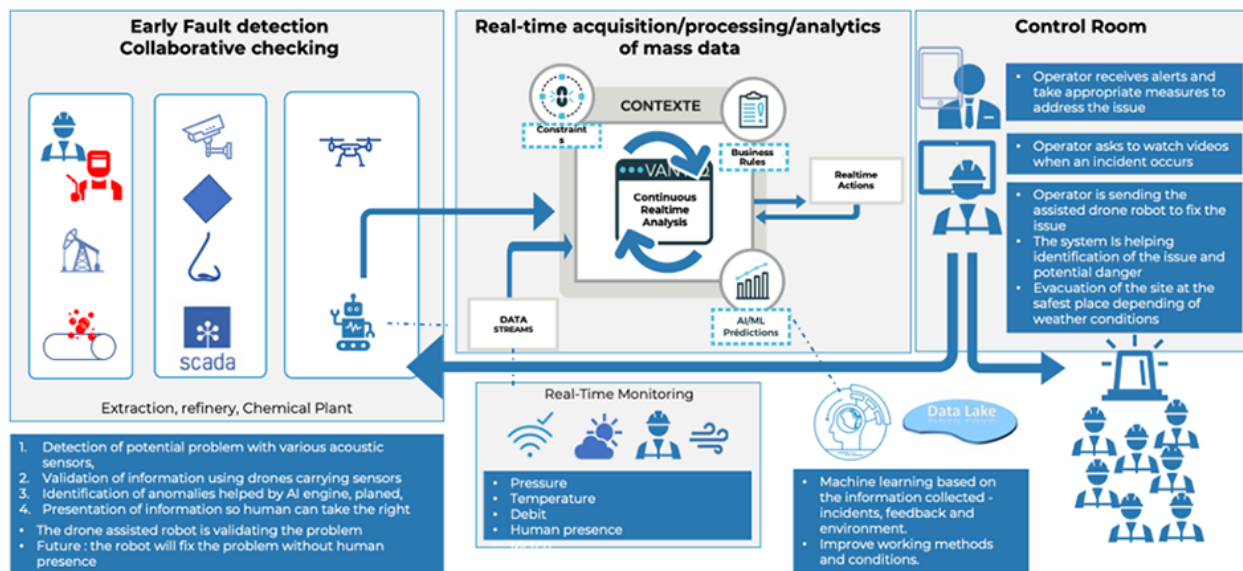 Early Fault detection
Collaborative checking
scada
Extraction, refinery, Chemical Plant
1. Detection of potential problem with various acoustic
sensors,
2. Validation of information using drones carrying sensors
3. Identification of anomalies helped by AI engine, planed,
4. Presentation of information so human can take the right
• The drone assisted robot is validating the problem
• Future : the robot will fix the problem without human
presence
Real-time acquisition/processing/analytics
of mass data
CONTEXTE
Constraint
s
Business
Rules
VANTIQ
Continuous
Realtime
Analysis
Realtime
Actions
DATA
STREAMS
AI/ML
Prédictions
Real-Time Monitoring
• Pressure
• Temperature
• Debit
• Human presence
Data Lake
• Machine learning based on
the information collected -
incidents, feedback and
environment.
• Improve working methods
and conditions.
Control Room
• Operator receives alerts and
take appropriate measures to
address the issue
• Operator asks to watch videos
when an incident occurs
• Operator is sending the
assisted drone robot to fix the
issue
• The system Is helping
identification of the issue and
potential danger
• Evacuation of the site at the
safest place depending of
weather conditions